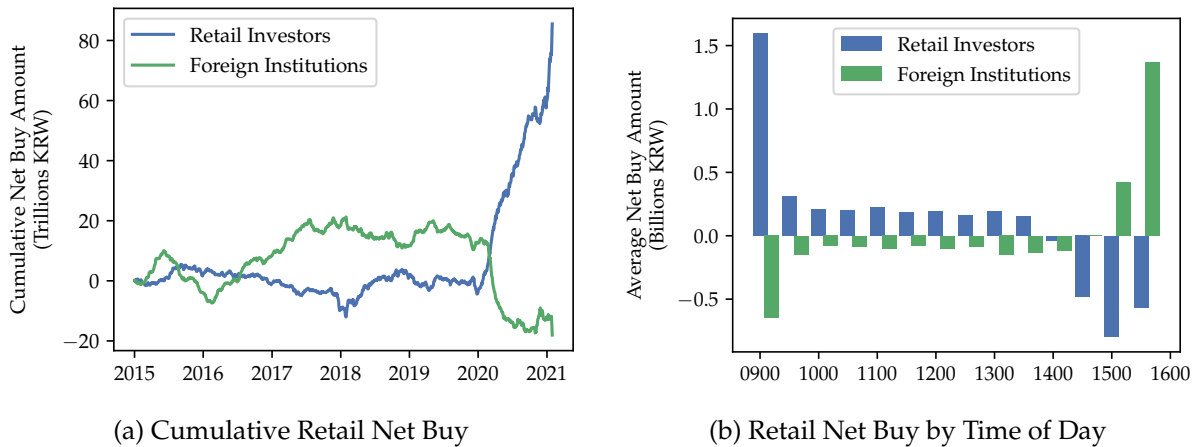 Cumulative Net Buy Amount
(Trillions KRW)
80
60
40
20
0
−20
Retail Investors
Foreign Institutions
2015 2016 2017 2018 2019 2020 2021
(a) Cumulative Retail Net Buy
Average Net Buy Amount
(Billions KRW)
1.5
1.0
0.5
0.0
−0.5
Retail Investors
Foreign Institutions
0900 1000 1100 1200 1300 1400 1500 1600
(b) Retail Net Buy by Time of Day